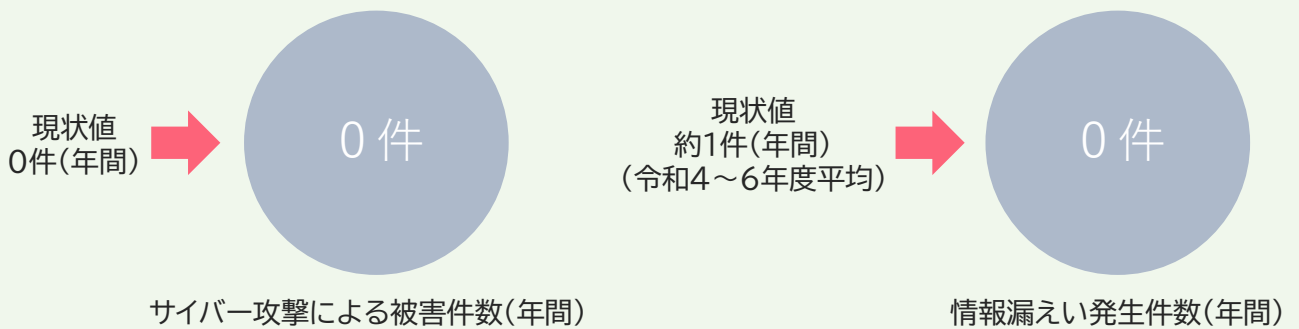 現状値
0件(年間)
0件
サイバー攻撃による被害件数(年間)
現状値
約1件(年間)
(令和4～6年度平均)
0件
情報漏えい発生件数(年間)